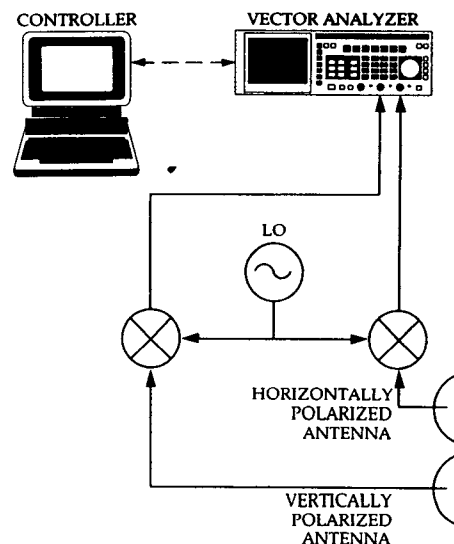 CONTROLLER
VECTOR ANALYZER
LO
HORIZONTALLY
POLARIZED
ANTENNA
VERTICALLY
POLARIZED
ANTENNA